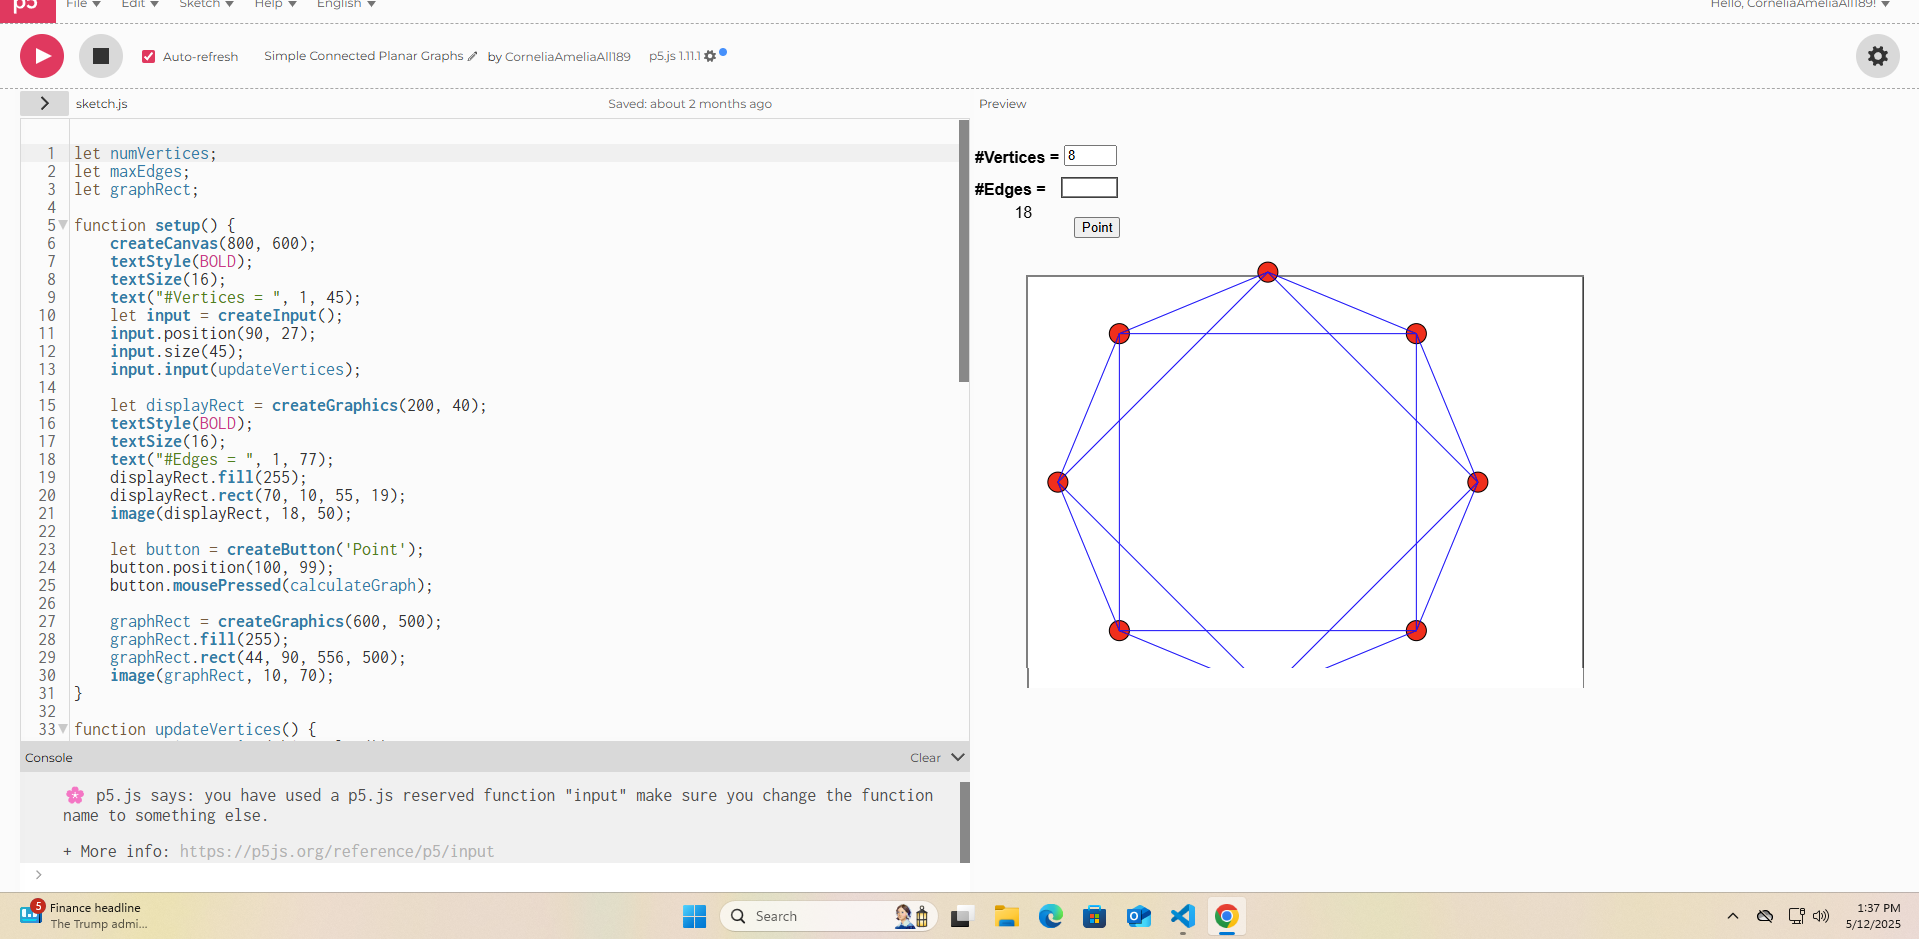 p5 File Edit Sketch Help English Hello, CorneliaAmeliaAll189!
Auto-refresh Simple Connected Planar Graphs by CorneliaAmeliaAll189 p5.js 1.11.1
sketch.js Saved: about 2 months ago Preview
1 let numVertices;
2 let maxEdges;
3 let graphRect;
4
5 function setup() {
6 createCanvas(800, 600);
7 textStyle(BOLD);
8 textSize(16);
9 text("#Vertices = ", 1, 45);
10 let input = createInput();
11 input.position(90, 27);
12 input.size(45);
13 input.input(updateVertices);
14
15 let displayRect = createGraphics(200, 40);
16 textStyle(BOLD);
17 textSize(16);
18 text("#Edges = ", 1, 77);
19 displayRect.fill(255);
20 displayRect.rect(70, 10, 55, 19);
21 image(displayRect, 18, 50);
22
23 let button = createButton('Point');
24 button.position(100, 99);
25 button.mousePressed(calculateGraph);
26
27 graphRect = createGraphics(600, 500);
28 graphRect.fill(255);
29 graphRect.rect(44, 90, 556, 500);
30 image(graphRect, 10, 70);
31 }
32
33 function updateVertices() {
#Vertices = 8
#Edges =
18
Point
Console Clear
p5.js says: you have used a p5.js reserved function "input" make sure you change the function
name to something else.
+ More info: https://p5js.org/reference/p5/input
>
5 Finance headline
The Trump admi...
Search
1:37 PM
5/12/2025